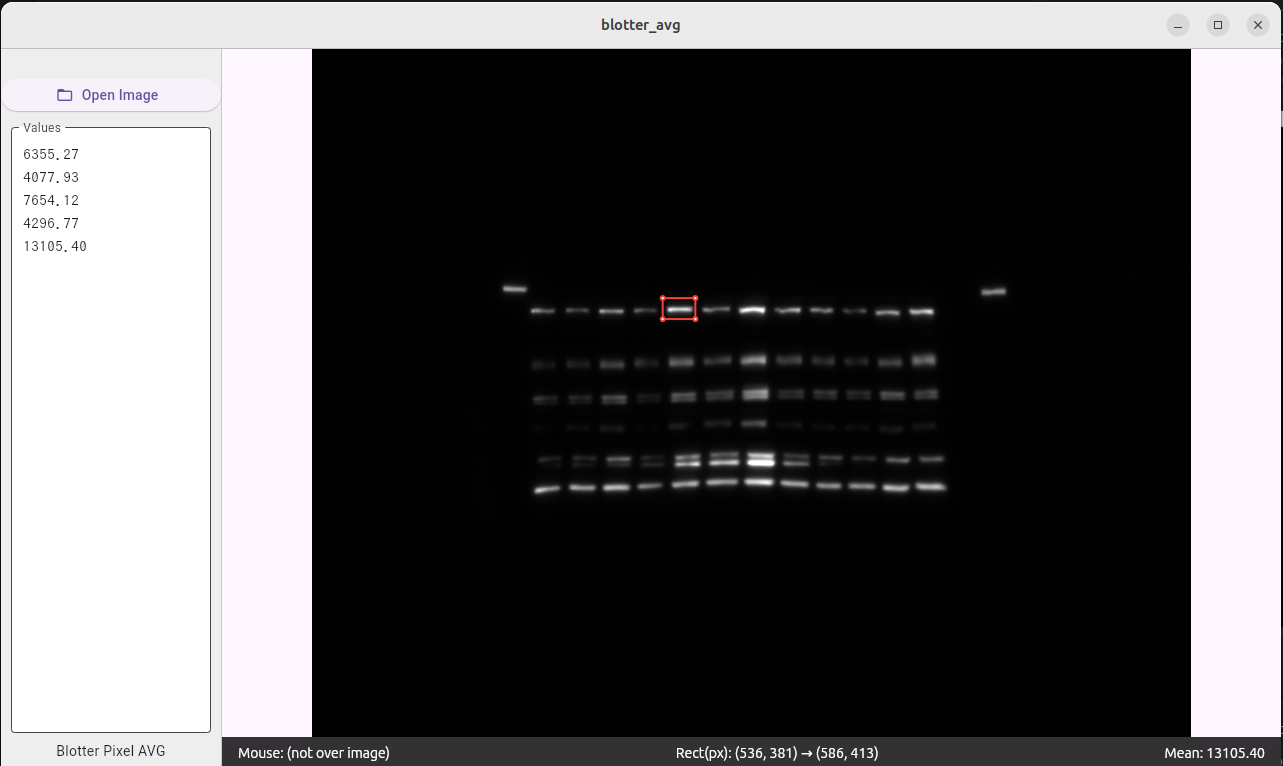 blotter_avg
Open Image
Values
6355.27
4077.93
7654.12
4296.77
13105.40
Blotter Pixel AVG
Mouse: (not over image)
Rect(px): (536, 381) → (586, 413)
Mean: 13105.40